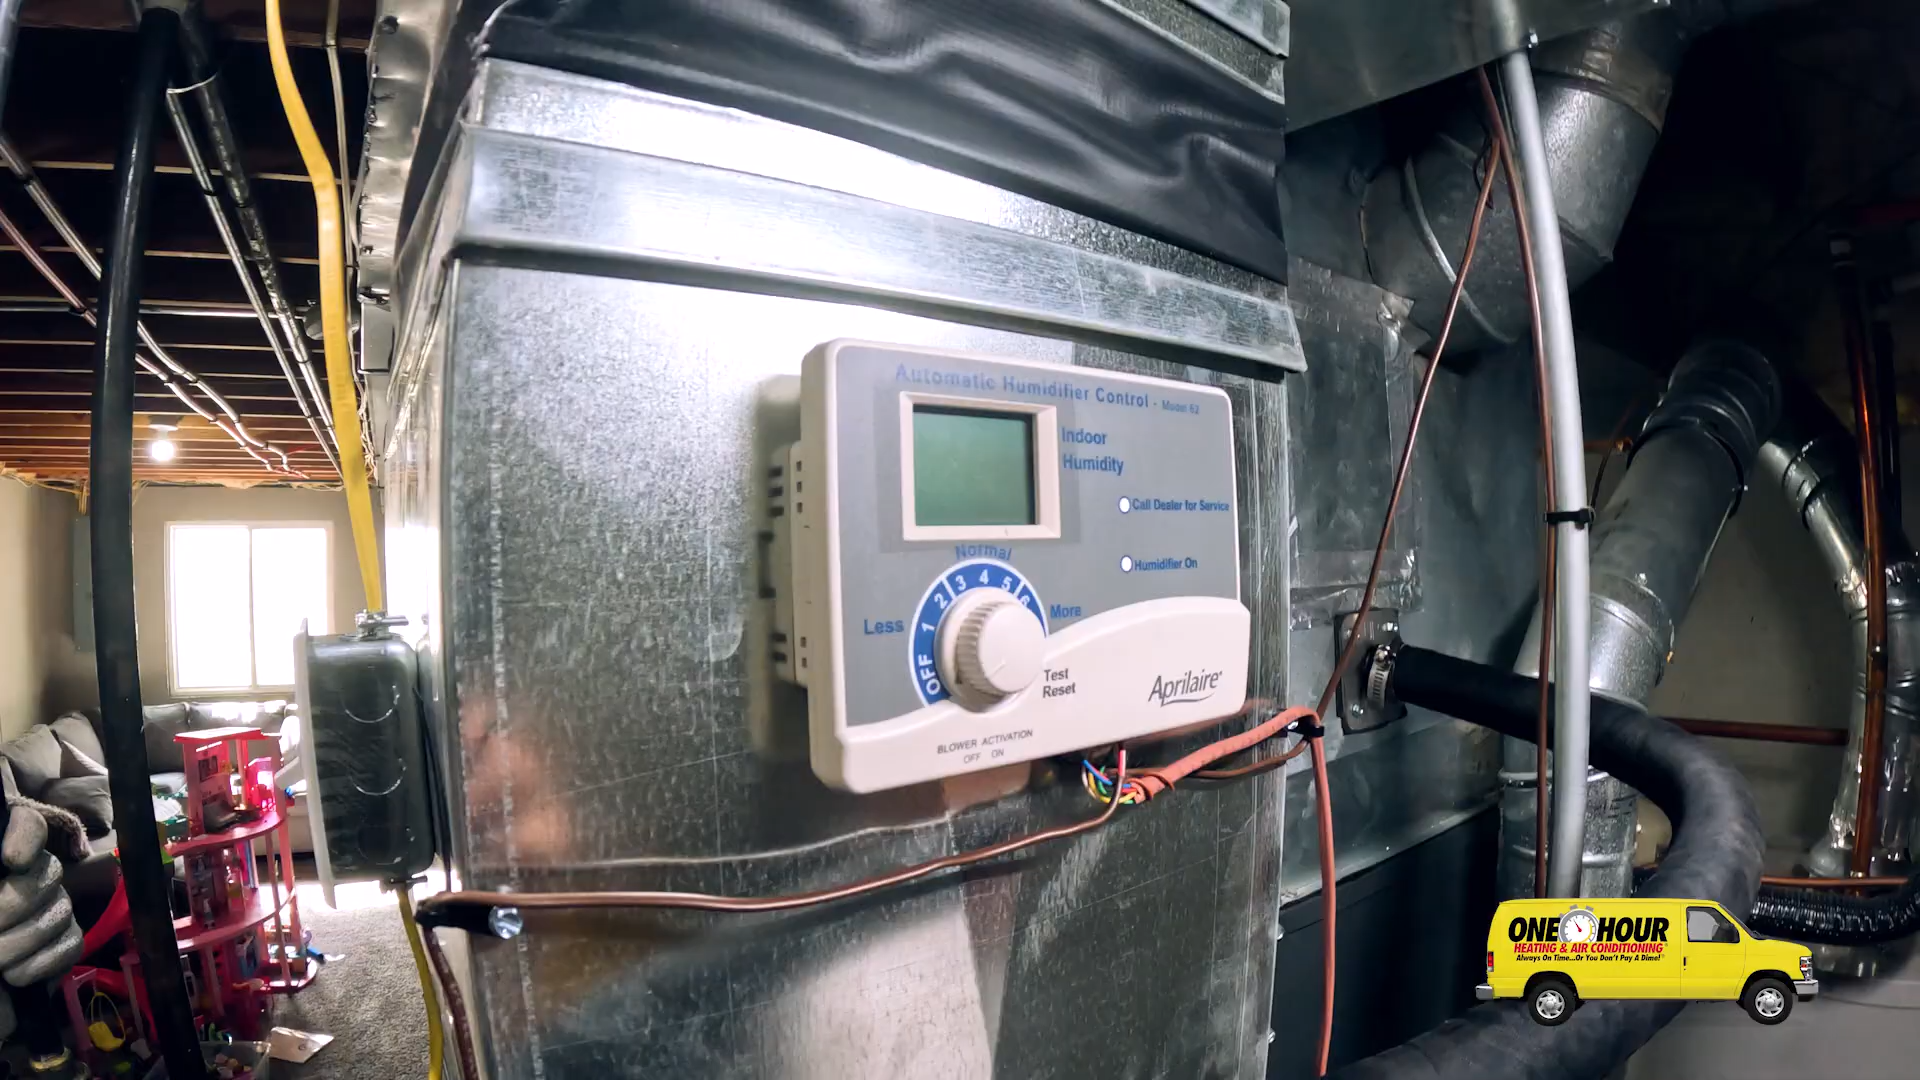 Automatic Humidifier Control - Model 62
Indoor
Humidity
Call Dealer for Service
Normal
Humidifier On
OFF 1 2 3 4 5 6
Less
More
Test
Reset
Aprilaire
BLOWER ACTIVATION
OFF ON
ONE HOUR
HEATING & AIR CONDITIONING
Always On Time...Or You Don't Pay A Dime!